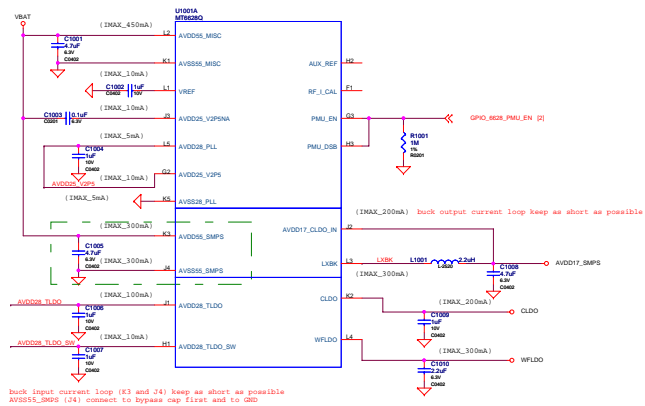 VBAT
U1001A
MT6628Q
(IMAX_450mA)
L2
AVDD55_MISC
C1001
4.7uF
6.3V
C0402
K1
AVSS55_MISC
AUX_REF
H2
(IMAX_10mA)
C1002
1uF
C0402
10V
L1
VREF
RF_I_CAL
F1
(IMAX_10mA)
C1003
0.1uF
C0201
6.3V
J3
AVDD25_V2P5NA
PMU_EN
G3
GPIO_6628_PMU_EN [2]
(IMAX_5mA)
L5
AVDD28_PLL
C1004
1uF
10V
C0402
PMU_DSB
H3
R1001
1M
1%
R0201
(IMAX_10mA)
G2
AVDD25_V2P5
AVDD25_V2P5
(IMAX_5mA)
K5
AVSS28_PLL
(IMAX_200mA) buck output current loop keep as short as possible
(IMAX_300mA)
K3
AVDD55_SMPS
AVDD17_CLDO_IN
J2
C1005
4.7uF
6.3V
C0402
(IMAX_300mA)
J4
AVSS55_SMPS
LXBK
L3
LXBK
L1001
2.2uH
L-2520
AVDD17_SMPS
(IMAX_300mA)
C1008
4.7uF
6.3V
C0402
(IMAX_100mA)
AVDD28_TLDO
J1
AVDD28_TLDO
CLDO
K2
(IMAX_200mA)
CLDO
C1006
1uF
10V
C0402
C1009
1uF
10V
C0402
(IMAX_10mA)
AVDD28_TLDO_SW
H1
AVDD28_TLDO_SW
WFLDO
L4
(IMAX_300mA)
WFLDO
C1007
1uF
10V
C0402
C1010
2.2uF
6.3V
C0402
buck input current loop (K3 and J4) keep as short as possible
AVSS55_SMPS (J4) connect to bypass cap first and to GND